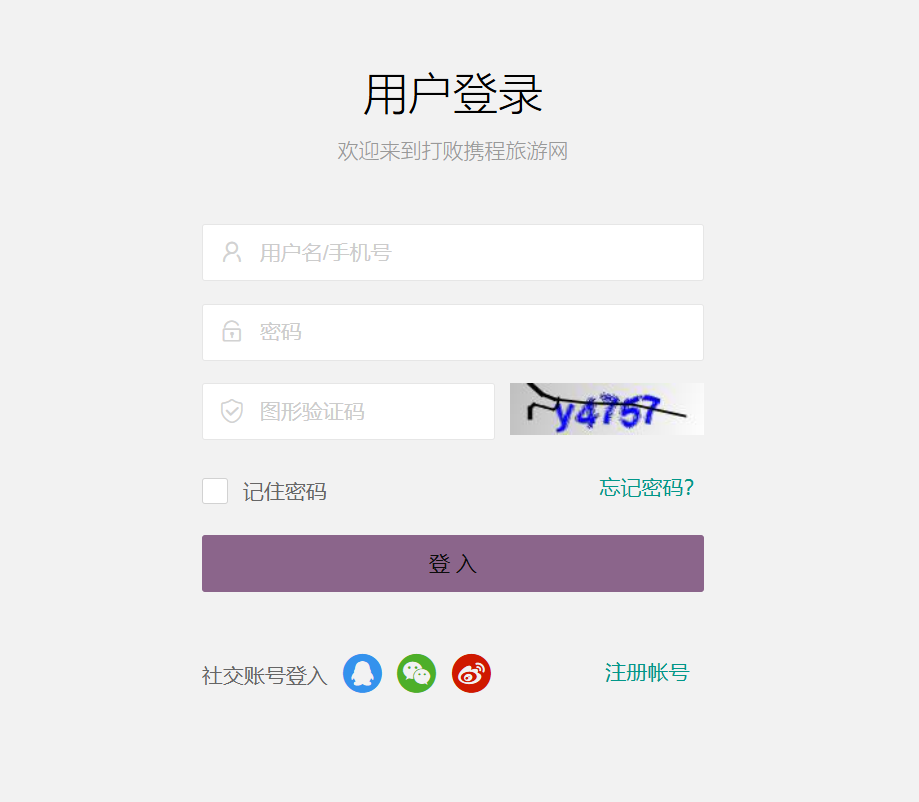 用户登录
欢迎来到打败携程旅游网
用户名/手机号
密码
图形验证码
y4757
记住密码
忘记密码?
登 入
社交账号登入
注册帐号